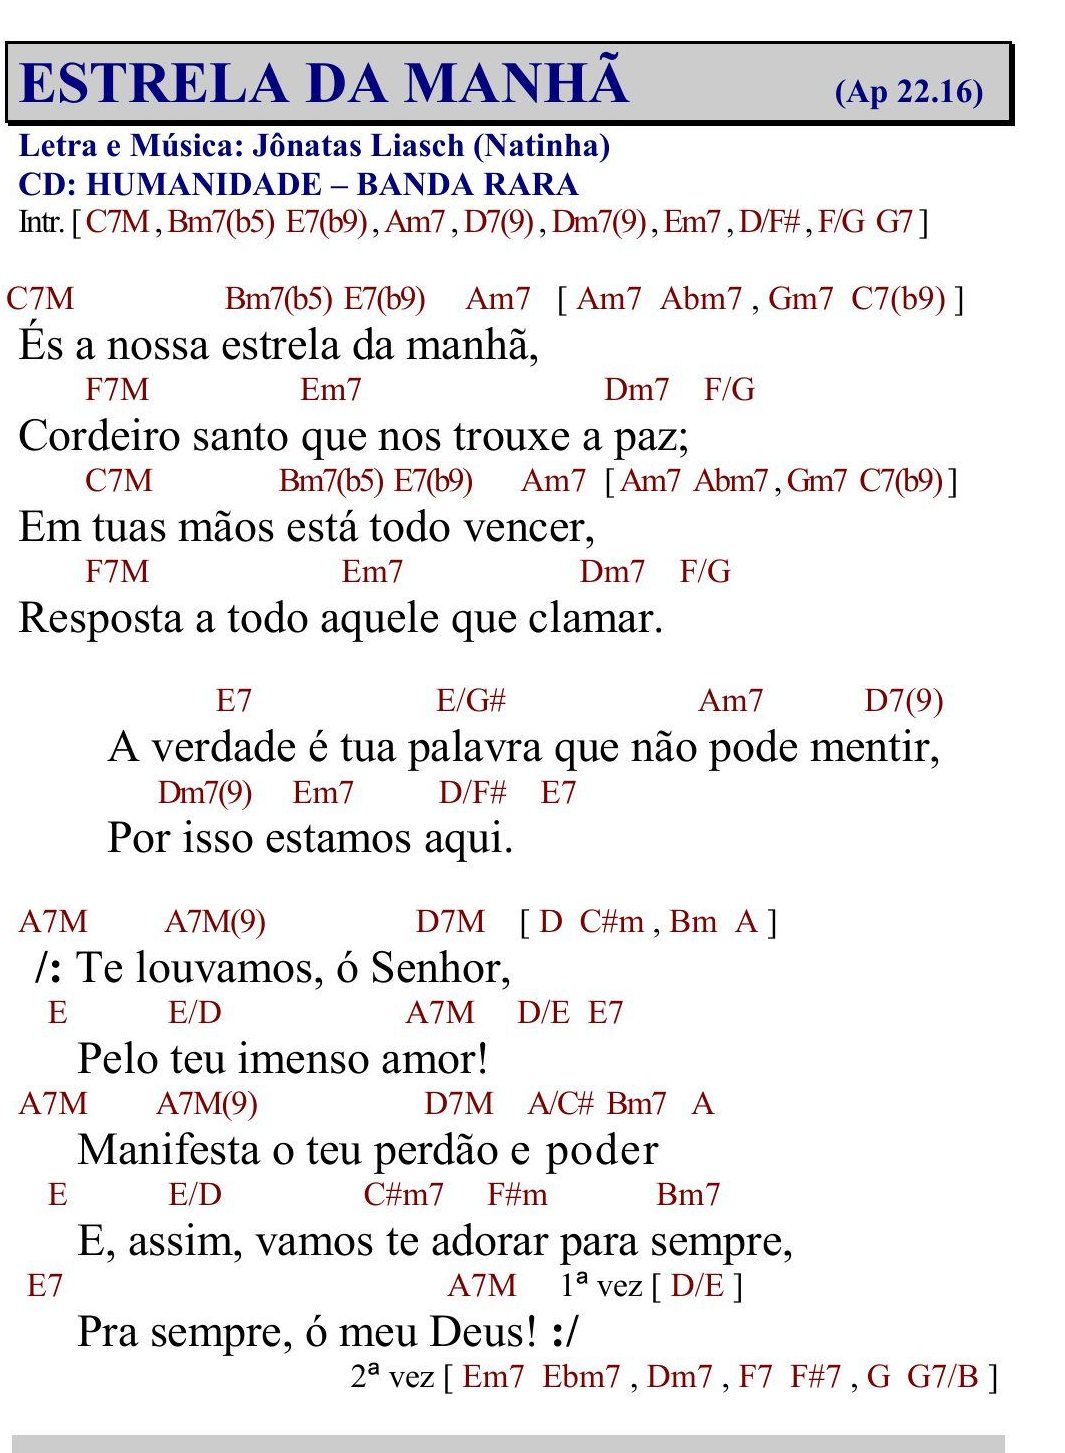 ESTRELA DA MANHÃ (Ap 22.16)
Letra e Música: Jônatas Liasch (Natinha)
CD: HUMANIDADE – BANDA RARA
Intr. [ C7M , Bm7(b5) E7(b9) , Am7 , D7(9) , Dm7(9) , Em7 , D/F# , F/G G7 ]
C7M Bm7(b5) E7(b9) Am7 [ Am7 Abm7 , Gm7 C7(b9) ]
És a nossa estrela da manhã,
F7M Em7 Dm7 F/G
Cordeiro santo que nos trouxe a paz;
C7M Bm7(b5) E7(b9) Am7 [ Am7 Abm7 , Gm7 C7(b9) ]
Em tuas mãos está todo vencer,
F7M Em7 Dm7 F/G
Resposta a todo aquele que clamar.
E7 E/G# Am7 D7(9)
A verdade é tua palavra que não pode mentir,
Dm7(9) Em7 D/F# E7
Por isso estamos aqui.
A7M A7M(9) D7M [ D C#m , Bm A ]
/: Te louvamos, ó Senhor,
E E/D A7M D/E E7
Pelo teu imenso amor!
A7M A7M(9) D7M A/C# Bm7 A
Manifesta o teu perdão e poder
E E/D C#m7 F#m Bm7
E, assim, vamos te adorar para sempre,
E7 A7M 1ª vez [ D/E ]
Pra sempre, ó meu Deus! :/
2ª vez [ Em7 Ebm7 , Dm7 , F7 F#7 , G G7/B ]